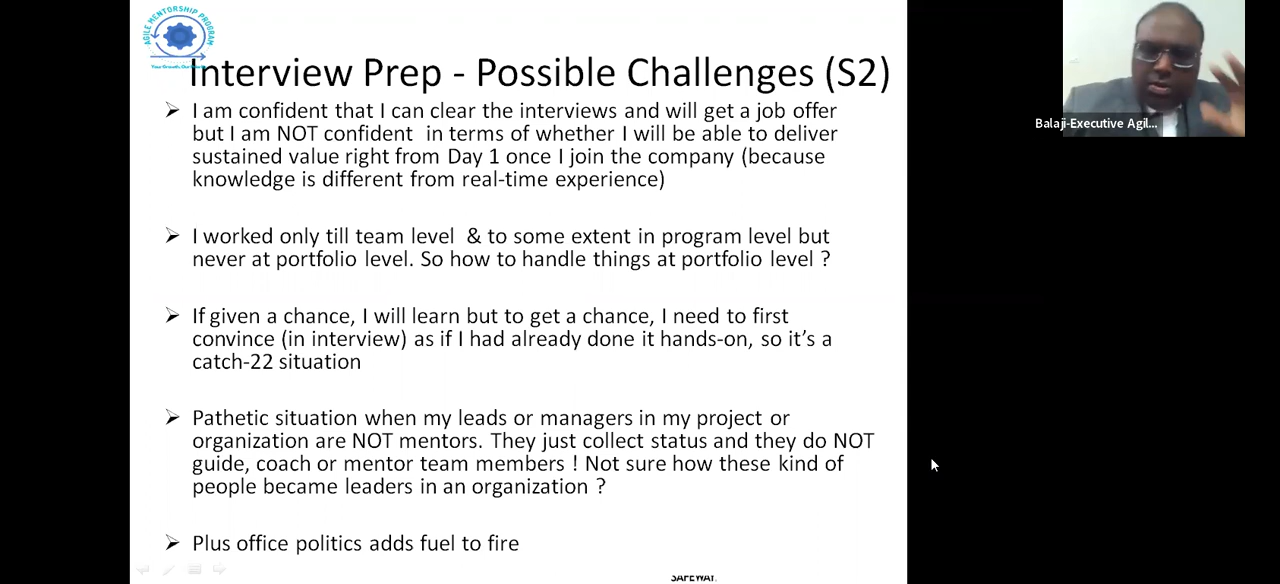 AGILE MENTORSHIP PROGRAM
Interview Prep - Possible Challenges (S2)
➢ I am confident that I can clear the interviews and will get a job offer
but I am NOT confident in terms of whether I will be able to deliver
sustained value right from Day 1 once I join the company (because
knowledge is different from real-time experience)
➢ I worked only till team level & to some extent in program level but
never at portfolio level. So how to handle things at portfolio level ?
➢ If given a chance, I will learn but to get a chance, I need to first
convince (in interview) as if I had already done it hands-on, so it’s a
catch-22 situation
➢ Pathetic situation when my leads or managers in my project or
organization are NOT mentors. They just collect status and they do NOT
guide, coach or mentor team members ! Not sure how these kind of
people became leaders in an organization ?
➢ Plus office politics adds fuel to fire
SAFEWAY.
Balaji-Executive Agil...